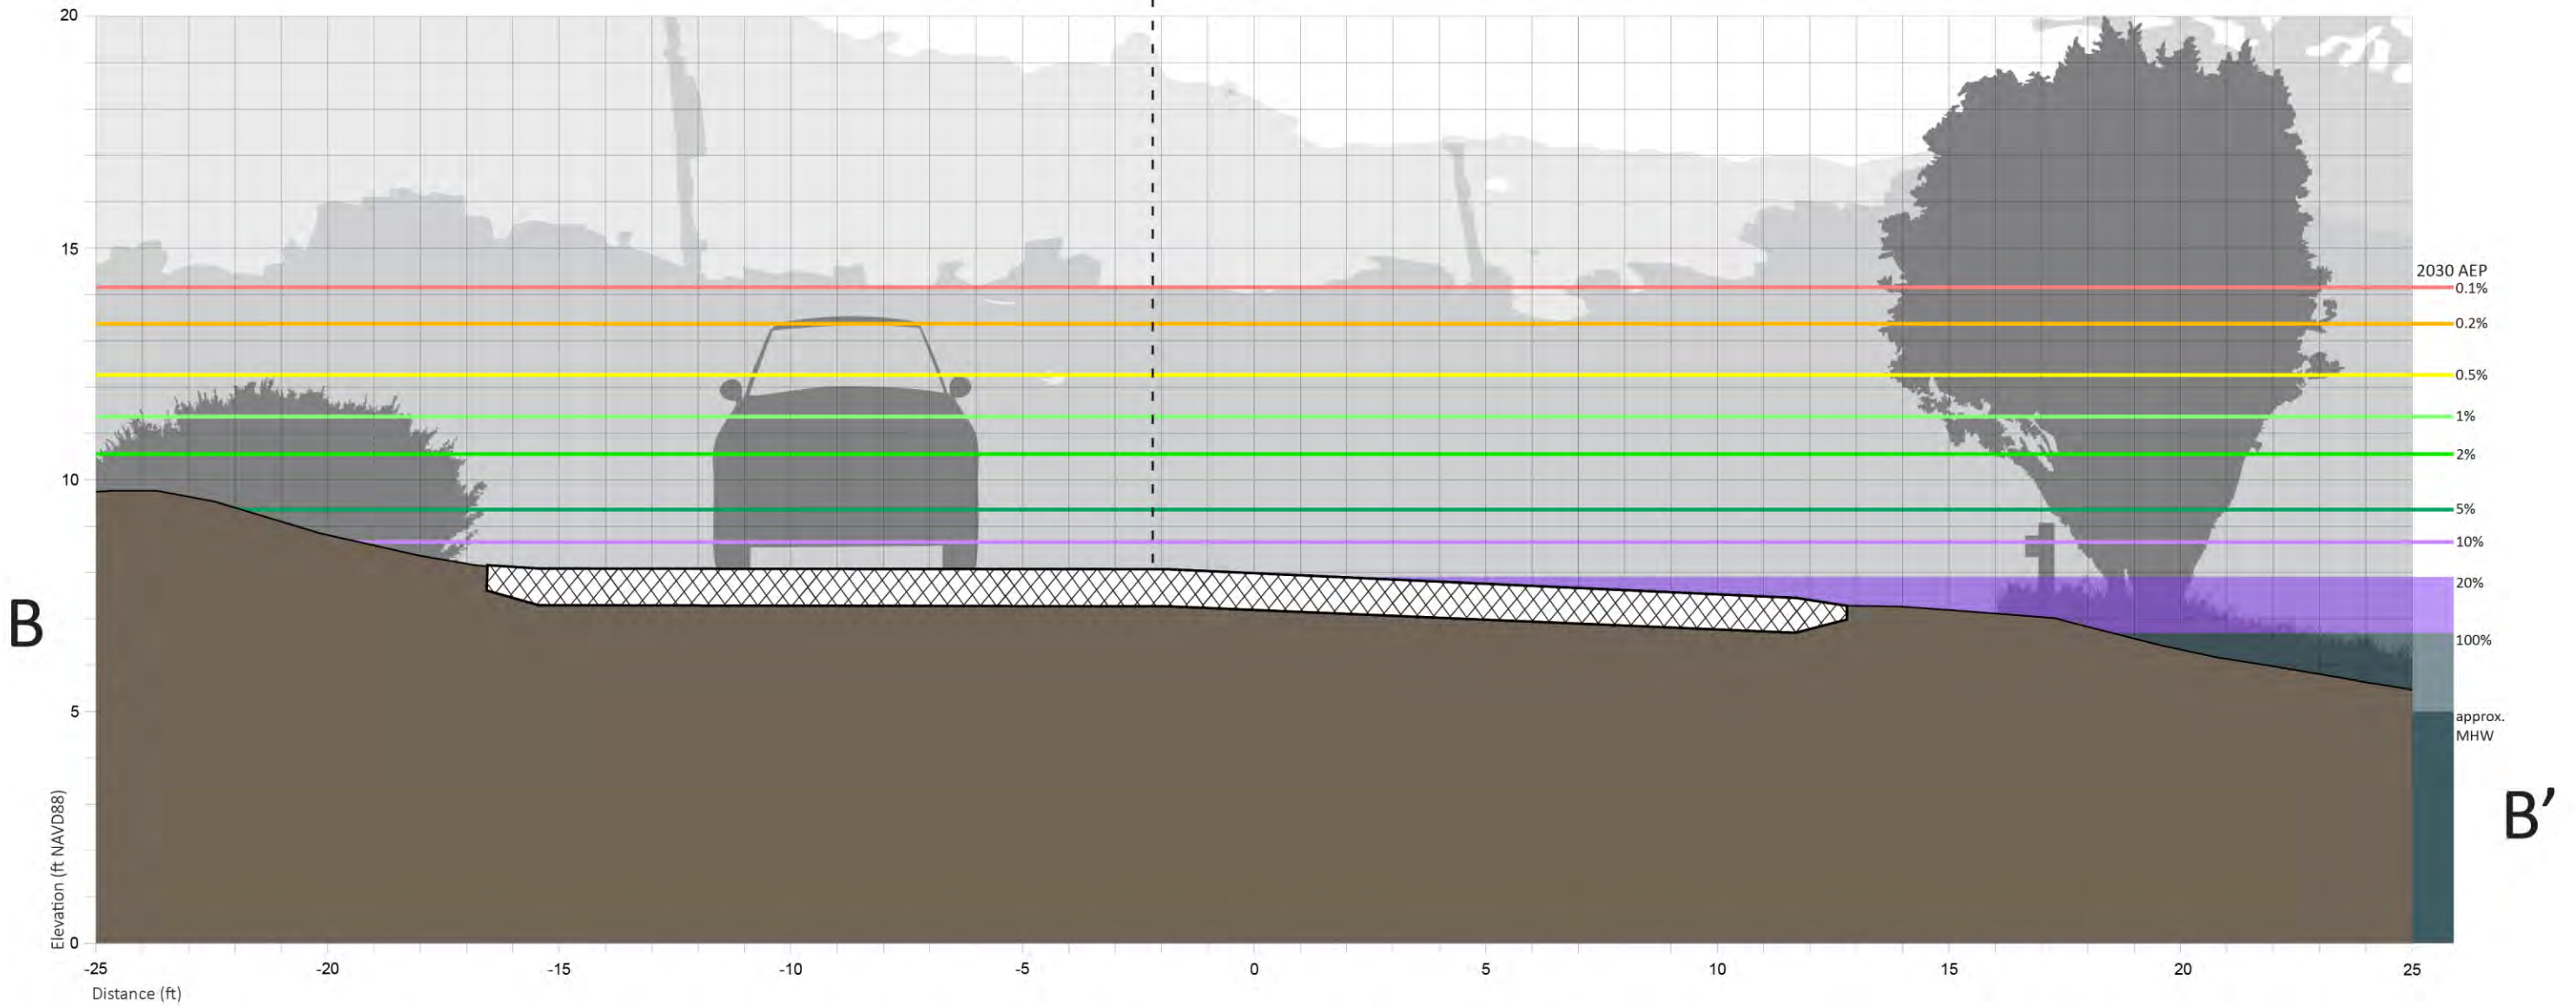 20
15
10
5
0
Elevation (ft NAVD88)
B
2030 AEP
0.1%
0.2%
0.5%
1%
2%
5%
10%
20%
100%
approx.
MHW
B′
-25 -20 -15 -10 -5 0 5 10 15 20 25
Distance (ft)